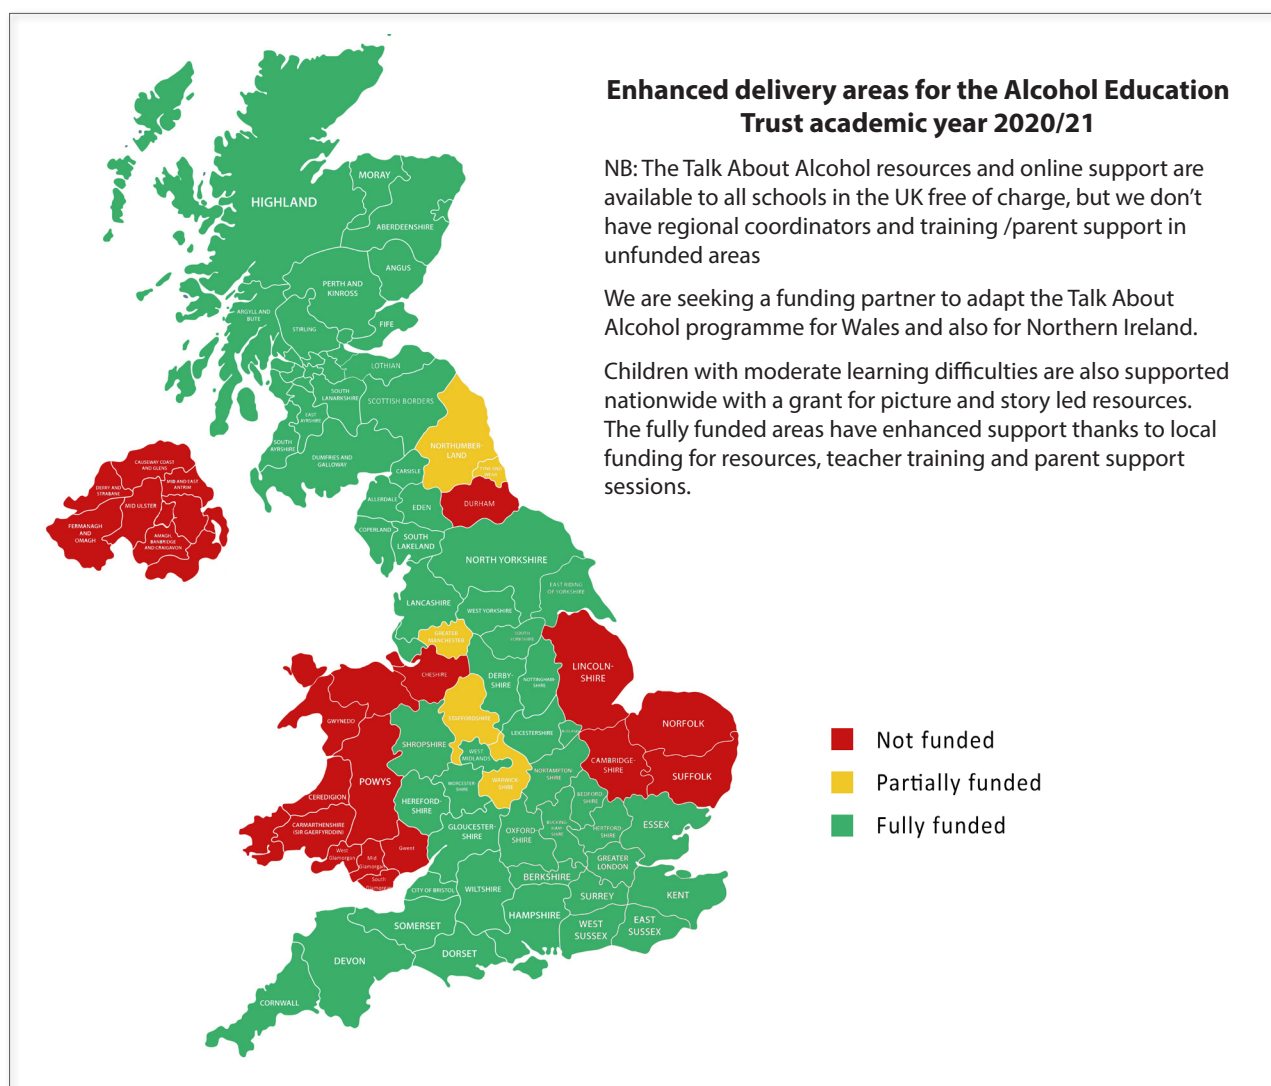 Enhanced delivery areas for the Alcohol Education
Trust academic year 2020/21
NB: The Talk About Alcohol resources and online support are
available to all schools in the UK free of charge, but we don't
have regional coordinators and training /parent support in
unfunded areas
We are seeking a funding partner to adapt the Talk About
Alcohol programme for Wales and also for Northern Ireland.
Children with moderate learning difficulties are also supported
nationwide with a grant for picture and story led resources.
The fully funded areas have enhanced support thanks to local
funding for resources, teacher training and parent support
sessions.
HIGHLAND
MORAY
ABERDEENSHIRE
ANGUS
PERTH AND
KINROSS
ARGYLL AND
BUTE
STIBLING
FIFE
LOTHIAN
SOUTH
LANARKSHIRE
SCOTTISH BORDERS
EAST
AYRSHIRE
SOUTH
AYRSHIRE
DUMFRIES AND
GALLOWAY
NORTHUMBER-
LAND
CARSISLE
ALLERDALE
EDEN
DURHAM
COPERLAND
SOUTH
LAKELAND
CAUSEWAY COAST
AND GLENS
DERBY AND
STRABANE
MID AND EAST
ANTRIM
MID ULSTER
FERMANAGH
AND
OMAGH
AMAGH,
BANBRIDGE
AND CRAIGAVON
NORTH YORKSHIRE
EAST RIDING
OF YORKSHIRE
LANCASHIRE
WEST YORKSHIRE
SOUTH
YORKSHIRE
GREATER
MANCHESTER
CHESHIRE
DERBY-
SHIRE
NOTTINGHAM-
SHIRE
LINCOLN-
SHIRE
GWYNEDD
STAFFORDSHIRE
SHROPSHIRE
LEICESTERSHIRE
NORFOLK
WEST
MIDLANDS
CAMBRIDGE-
SHIRE
SUFFOLK
POWYS
WORCESTER
SHIRE
WARWICK-
SHIRE
NORTAMPTON
SHIRE
CEREDIGION
HEREFORD-
SHIRE
BEDFORD
SHIRE
CARMARTHENSHIRE
(SIR GAERFYRDDIN)
GLOUCESTER-
SHIRE
OXFORD-
SHIRE
HERTFORD-
SHIRE
ESSEX
West
Glamorgan
Mid
Glamorgan
Gwent
South
Glamorgan
GREATER
LONDON
BERKSHIRE
CITY OF BRISTOL
WILTSHIRE
SURREY
KENT
SOMERSET
HAMPSHIRE
WEST
SUSSEX
EAST
SUSSEX
DEVON
DORSET
CORNWALL
Not funded
Partially funded
Fully funded